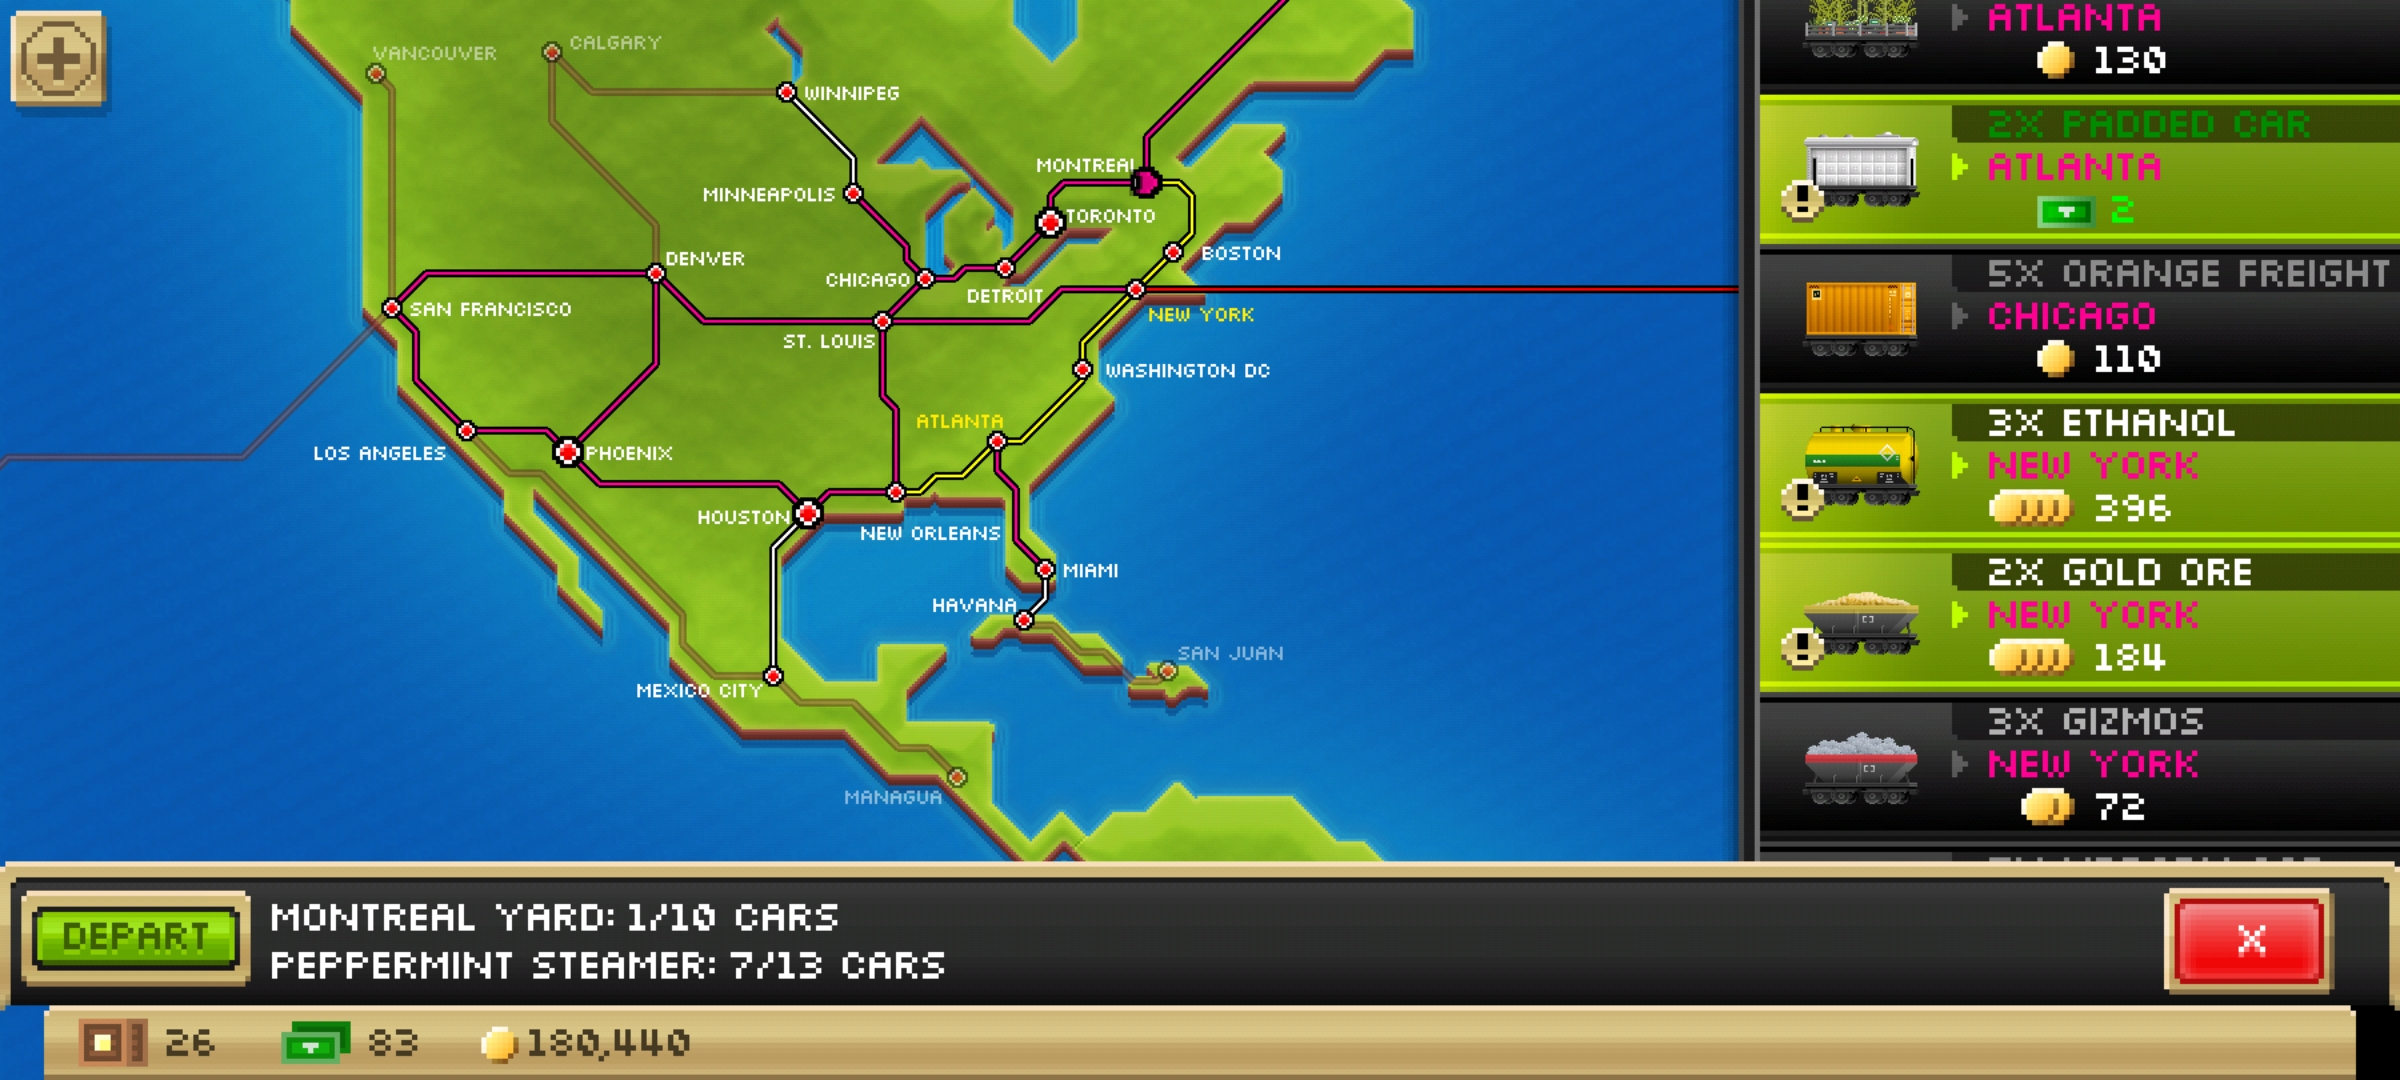 VANCOUVER
CALGARY
WINNIPEG
MONTREAL
MINNEAPOLIS
TORONTO
BOSTON
DENVER
CHICAGO
DETROIT
SAN FRANCISCO
NEW YORK
ST. LOUIS
WASHINGTON DC
ATLANTA
LOS ANGELES
PHOENIX
HOUSTON
NEW ORLEANS
MIAMI
HAVANA
SAN JUAN
MEXICO CITY
MANAGUA
ATLANTA
130
2X PADDED CAR
ATLANTA
2
5X ORANGE FREIGHT
CHICAGO
110
3X ETHANOL
NEW YORK
396
2X GOLD ORE
NEW YORK
184
3X GIZMOS
NEW YORK
72
DEPART
MONTREAL YARD: 1/10 CARS
PEPPERMINT STEAMER: 7/13 CARS
X
26
83
180,440